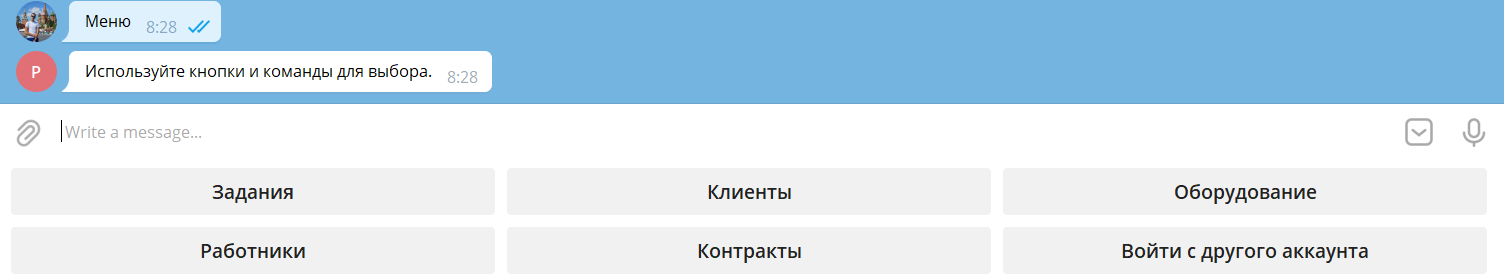 Меню 8:28
P
Используйте кнопки и команды для выбора. 8:28
Write a message...
Задания Клиенты Оборудование
Работники Контракты Войти с другого аккаунта